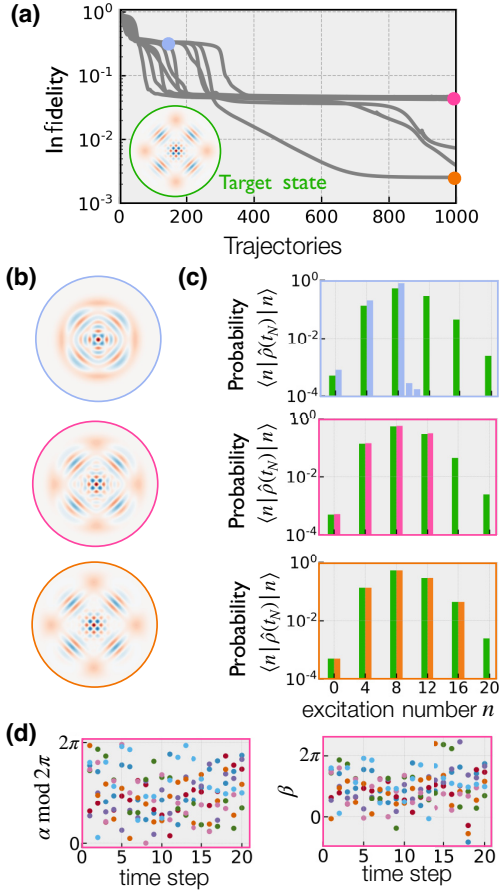 (a)
Infidelity
10⁰
10⁻¹
10⁻²
10⁻³
Target state
0 200 400 600 800 1000
Trajectories
(b)
(c)
Probability
⟨n|ρ̂(t_N)|n⟩
10⁰
10⁻²
10⁻⁴
Probability
⟨n|ρ̂(t_N)|n⟩
10⁰
10⁻²
10⁻⁴
Probability
⟨n|ρ̂(t_N)|n⟩
10⁰
10⁻²
10⁻⁴
0 4 8 12 16 20
excitation number n
(d)
α mod 2π
2π
0
0 5 10 15 20
time step
β
2π
0
0 5 10 15 20
time step